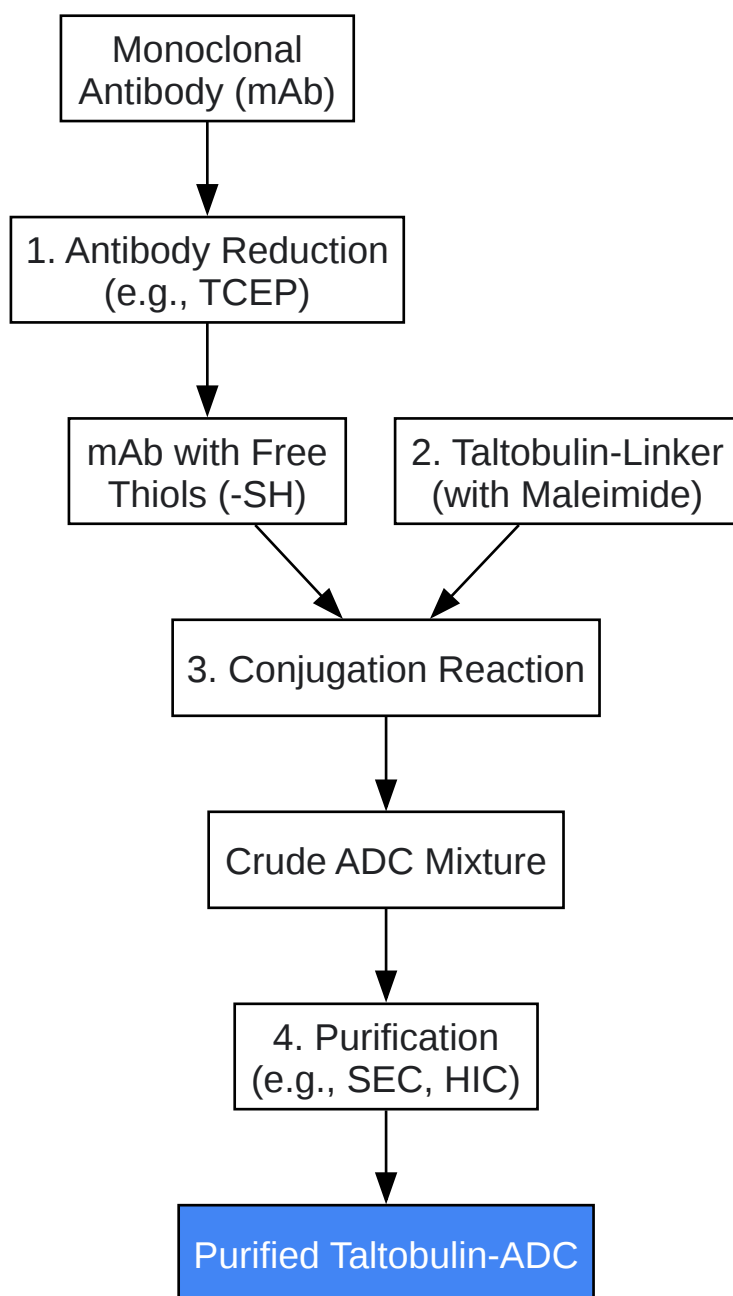 Monoclonal
Antibody (mAb)
1. Antibody Reduction
(e.g., TCEP)
mAb with Free
Thiols (-SH)
2. Taltobulin-Linker
(with Maleimide)
3. Conjugation Reaction
Crude ADC Mixture
4. Purification
(e.g., SEC, HIC)
Purified Taltobulin-ADC